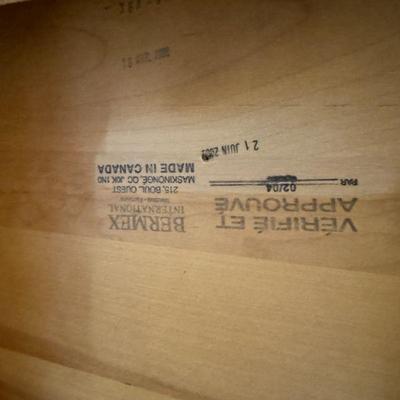 VÉRIFIÉ ET
APPROUVÉ
PAR
02/04
21 JUIN
BERMEX
INTERNATIONAL
215, BOUL. OUEST
MASKINONGÉ, QC J0K 1N0
MADE IN CANADA